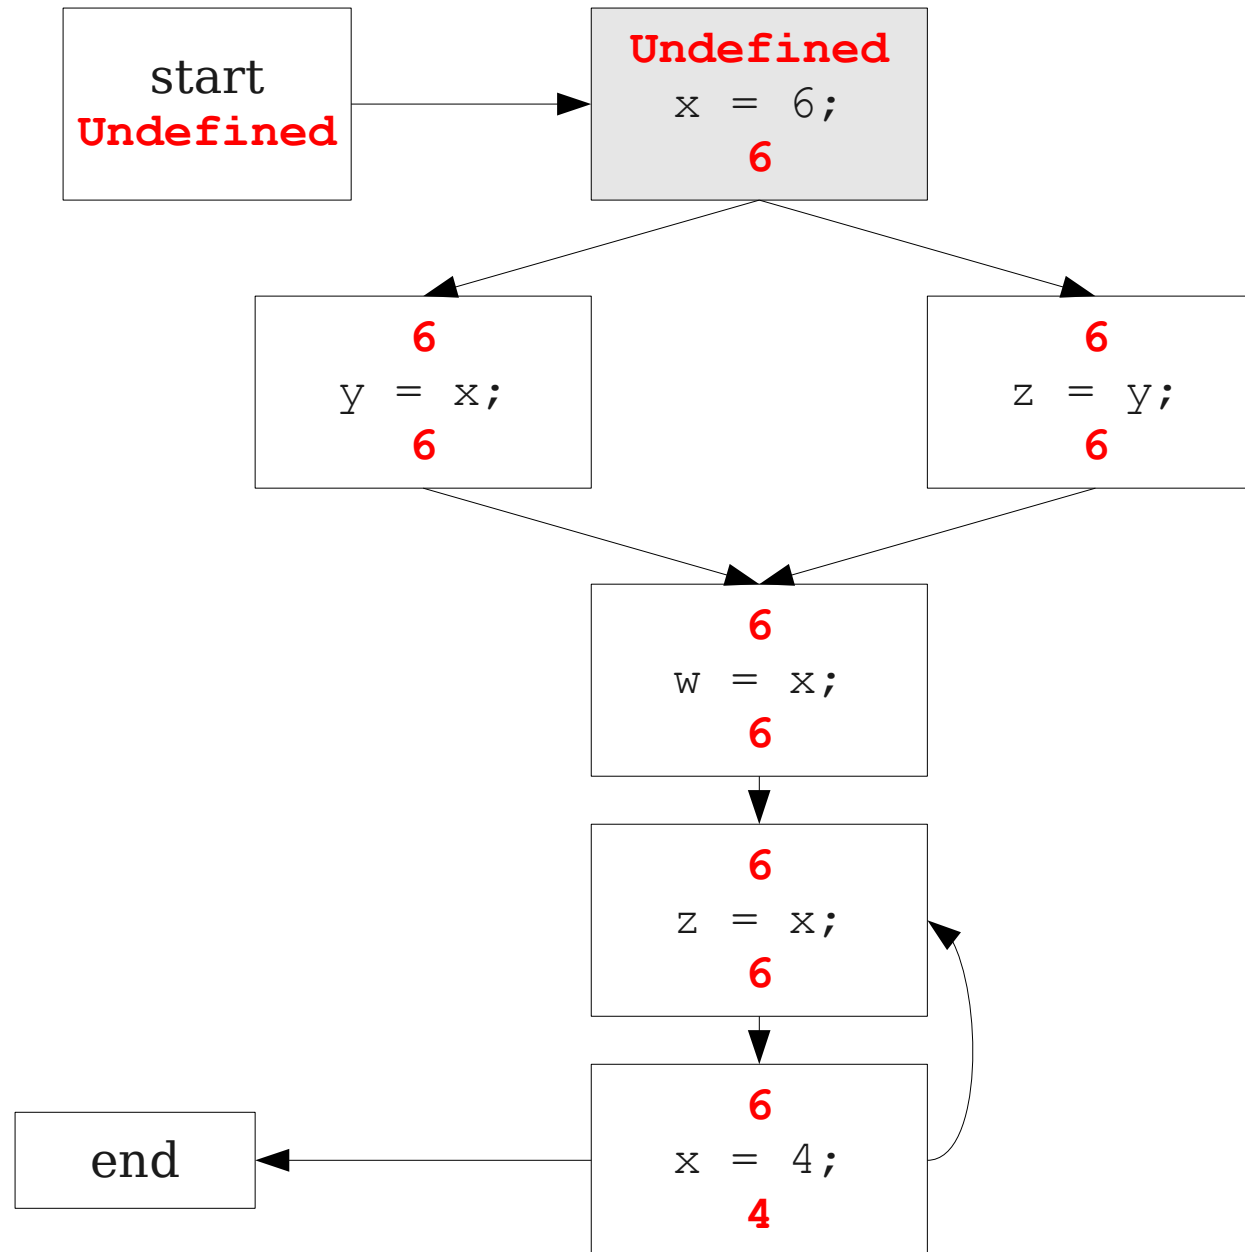 start
Undefined
Undefined
x = 6;
6
6
y = x;
6
6
z = y;
6
6
w = x;
6
6
z = x;
6
6
x = 4;
4
end